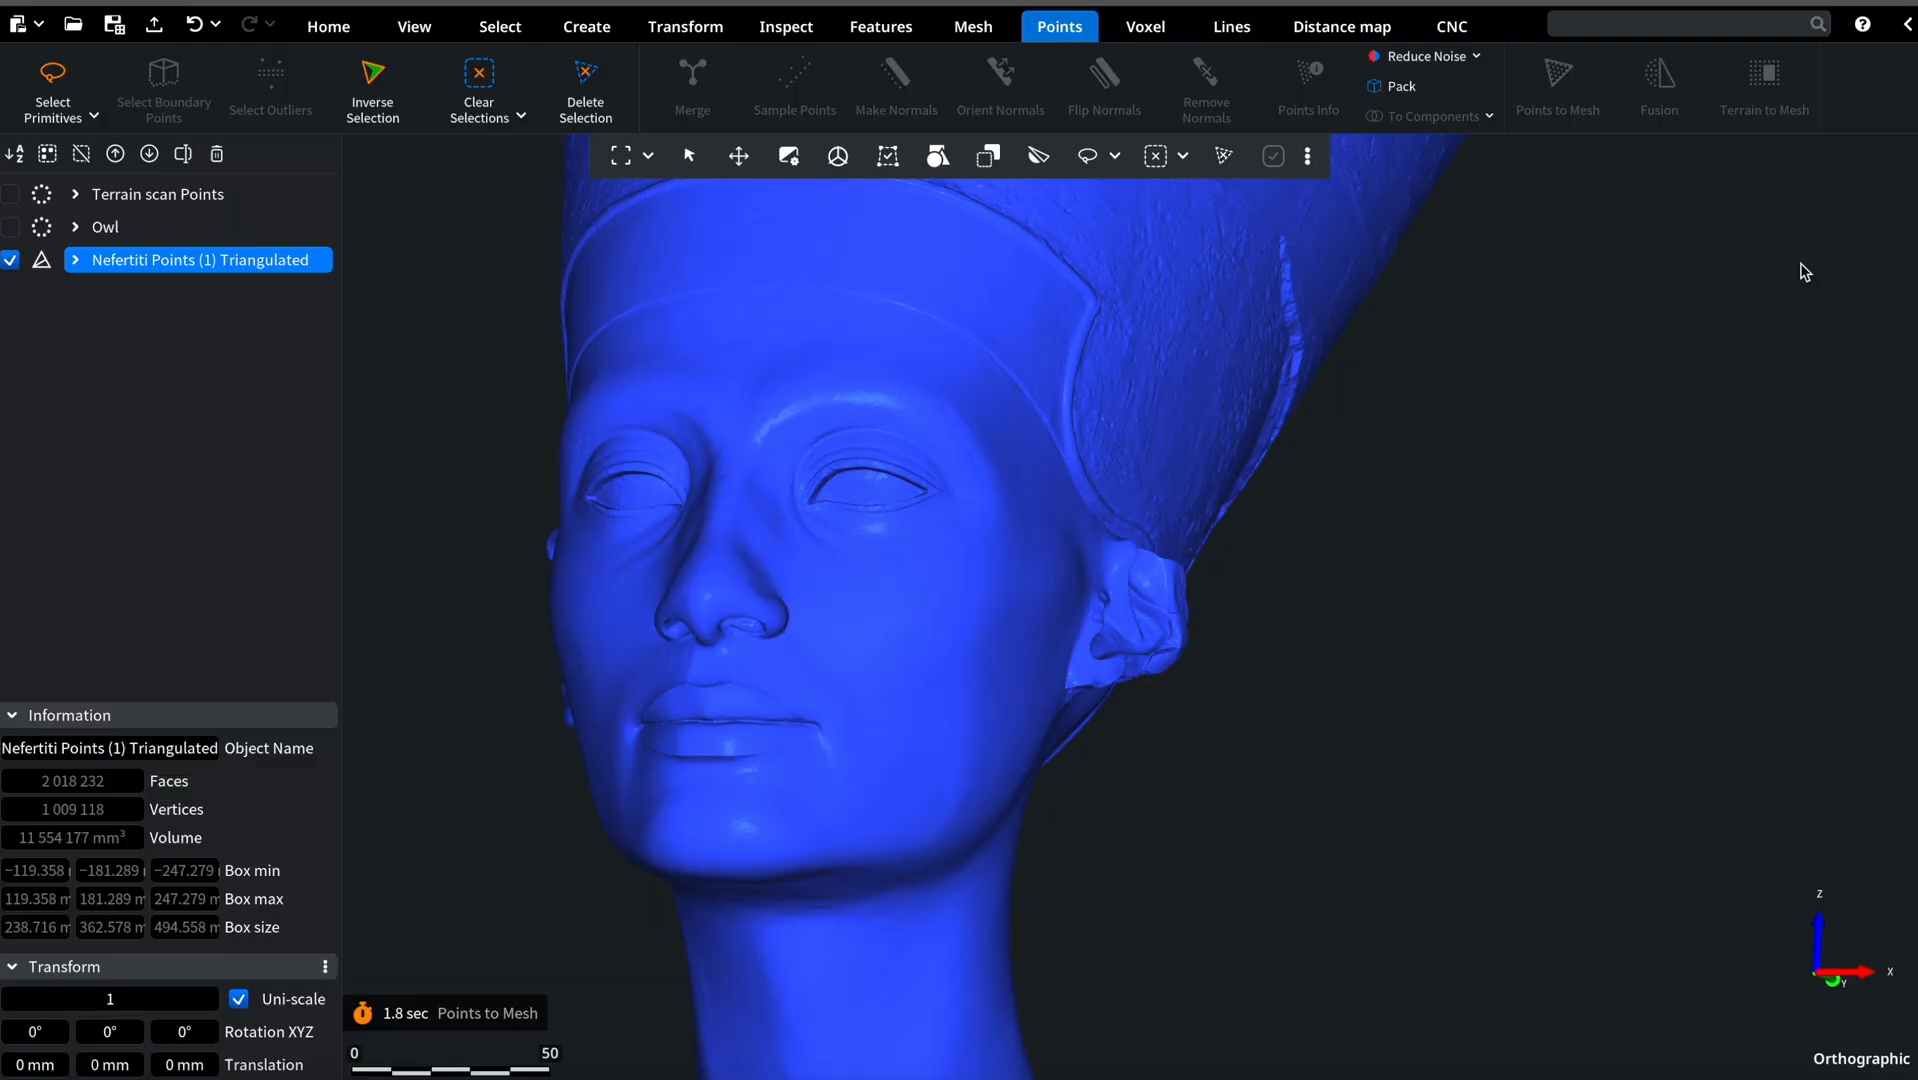 Home View Select Create Transform Inspect Features Mesh Points Voxel Lines Distance map CNC
Select Primitives
Select Boundary Points
Select Outliers
Inverse Selection
Clear Selections
Delete Selection
Merge
Sample Points
Make Normals
Orient Normals
Flip Normals
Remove Normals
Points Info
Reduce Noise
Pack
To Components
Points to Mesh
Fusion
Terrain to Mesh
Terrain scan Points
Owl
Nefertiti Points (1) Triangulated
Information
Nefertiti Points (1) Triangulated Object Name
2 018 232 Faces
1 009 118 Vertices
11 554 177 mm³ Volume
−119.358 −181.289 −247.279 Box min
119.358 m 181.289 m 247.279 m Box max
238.716 m 362.578 m 494.558 m Box size
Transform
1 Uni-scale
0° 0° 0° Rotation XYZ
0 mm 0 mm 0 mm Translation
1.8 sec Points to Mesh
0 50
Z
X
Y
Orthographic